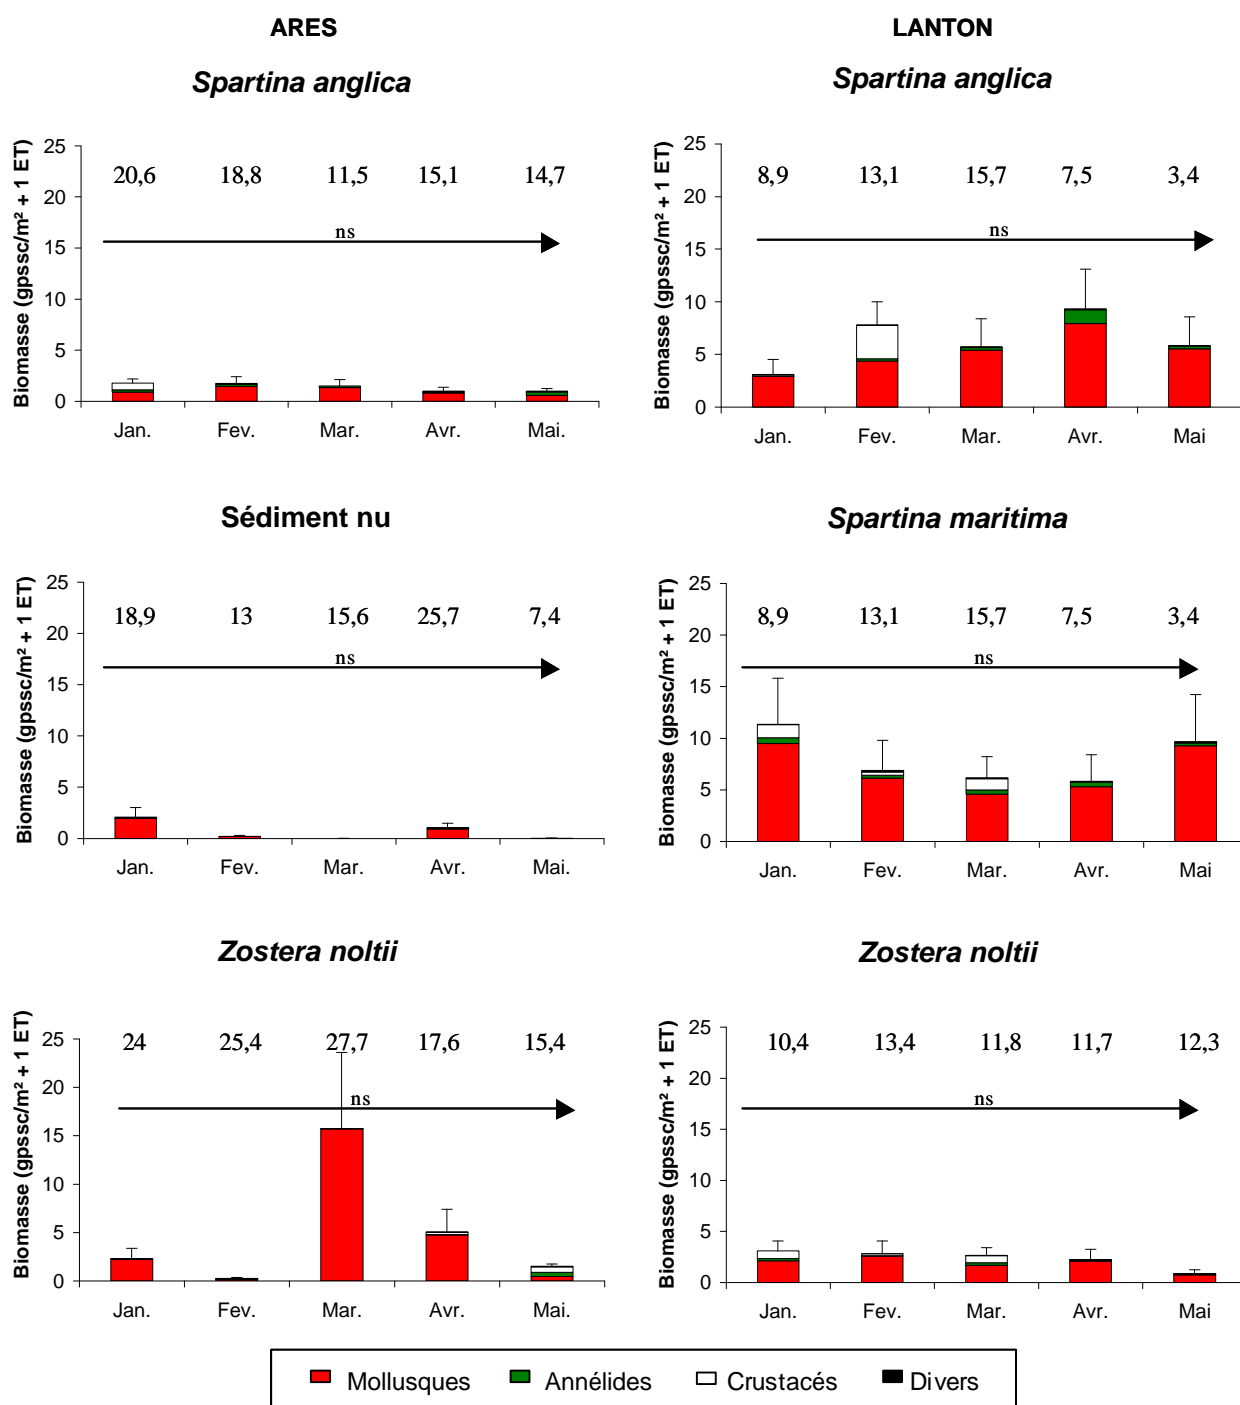 ARES
LANTON
Spartina anglica
Spartina anglica
Biomasse (gpssc/m² + 1 ET)
25
20
15
10
5
0
20,6 18,8 11,5 15,1 14,7
ns
Jan. Fev. Mar. Avr. Mai.
Biomasse (gpssc/m² + 1 ET)
25
20
15
10
5
0
8,9 13,1 15,7 7,5 3,4
ns
Jan. Fev. Mar. Avr. Mai
Sédiment nu
Spartina maritima
Biomasse (gpssc/m² + 1 ET)
25
20
15
10
5
0
18,9 13 15,6 25,7 7,4
ns
Jan. Fev. Mar. Avr. Mai.
Biomasse (gpssc/m² + 1 ET)
25
20
15
10
5
0
8,9 13,1 15,7 7,5 3,4
ns
Jan. Fev. Mar. Avr. Mai
Zostera noltii
Zostera noltii
Biomasse (gpssc/m² + 1 ET)
25
20
15
10
5
0
24 25,4 27,7 17,6 15,4
ns
Jan. Fev. Mar. Avr. Mai.
Biomasse (gpssc/m² + 1 ET)
25
20
15
10
5
0
10,4 13,4 11,8 11,7 12,3
ns
Jan. Fev. Mar. Avr. Mai
Mollusques Annélides Crustacés Divers